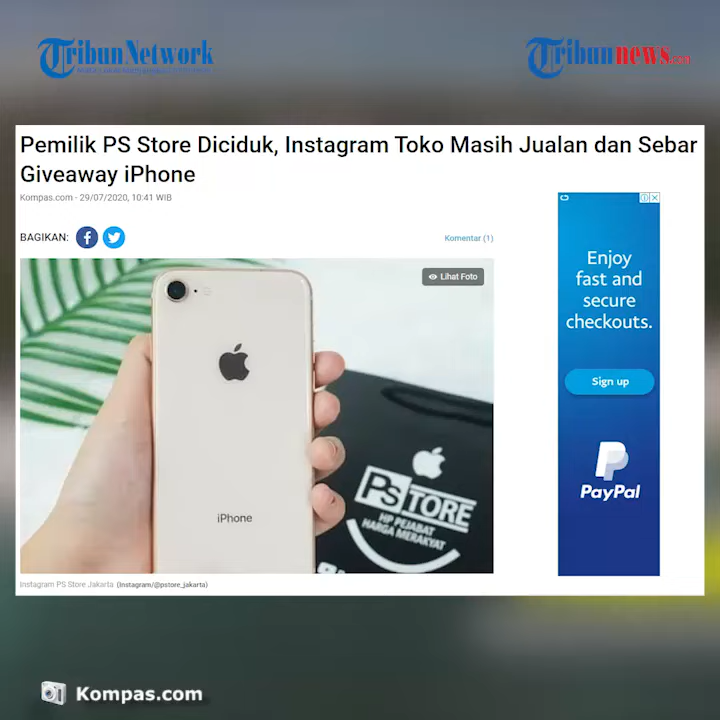 TribunNetwork
Tribunnews.com
Pemilik PS Store Diciduk, Instagram Toko Masih Jualan dan Sebar
Giveaway iPhone
Kompas.com - 29/07/2020, 10:41 WIB
BAGIKAN:
Komentar (1)
Lihat Foto
iPhone
PSTORE
HP PEJABAT
HARGA MERAKYAT
Instagram PS Store Jakarta (Instagram/@pstore_jakarta)
Enjoy
fast and
secure
checkouts.
Sign up
PayPal
Kompas.com